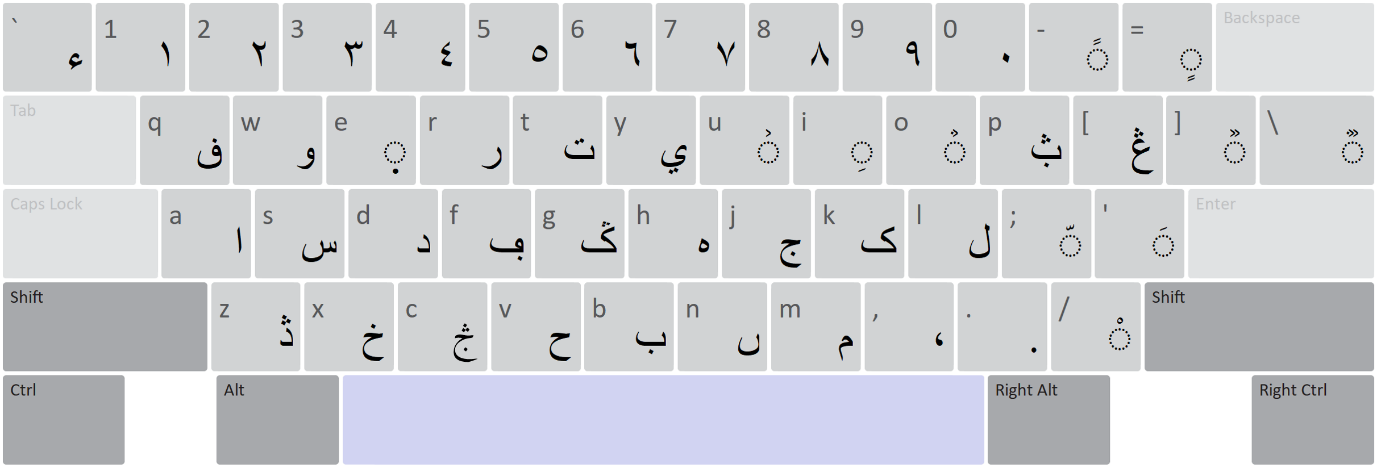 ` ء 1 ١ 2 ٢ 3 ٣ 4 ٤ 5 ٥ 6 ٦ 7 ٧ 8 ٨ 9 ٩ 0 ٠ - ◌ً = ◌ٍ Backspace
Tab q ف w و e ◌ٜ r ر t ت y ي u i ◌ِ o p ث [ ڠ ] \
Caps Lock a ا s س d د f ڢ g ݢ h ه j ج k ک l ل ; ◌ّ ' ◌َ Enter
Shift z x خ c څ v ح b ب n ں m م , ، . . / ◌ْ Shift
Ctrl Alt Right Alt Right Ctrl